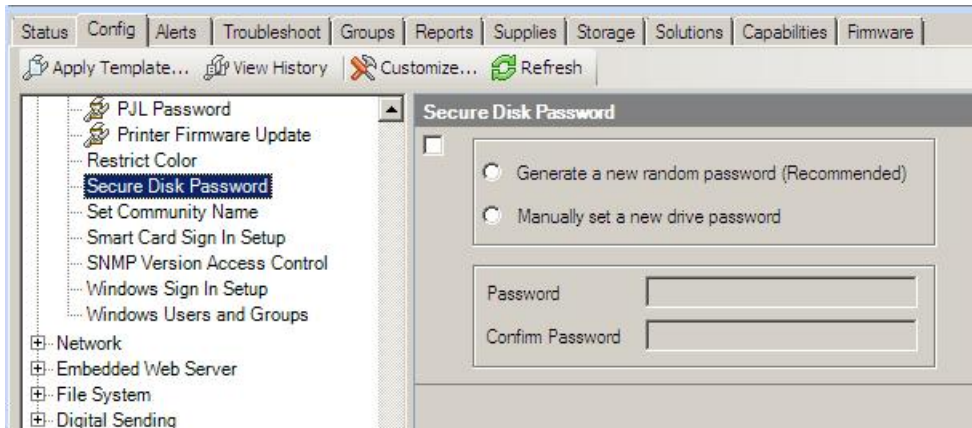 Status Config Alerts Troubleshoot Groups Reports Supplies Storage Solutions Capabilities Firmware
Apply Template... View History Customize... Refresh
PJL Password
Printer Firmware Update
Restrict Color
Secure Disk Password
Set Community Name
Smart Card Sign In Setup
SNMP Version Access Control
Windows Sign In Setup
Windows Users and Groups
Network
Embedded Web Server
File System
Digital Sending
Secure Disk Password
Generate a new random password (Recommended)
Manually set a new drive password
Password
Confirm Password